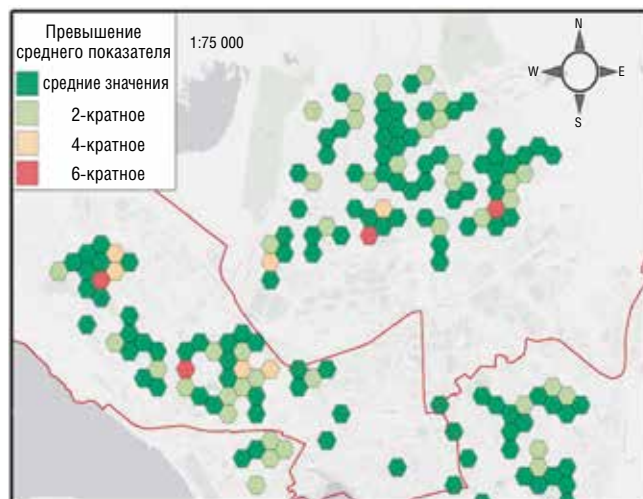 Превышение
среднего показателя
средние значения
2-кратное
4-кратное
6-кратное
1:75 000
N
W
E
S